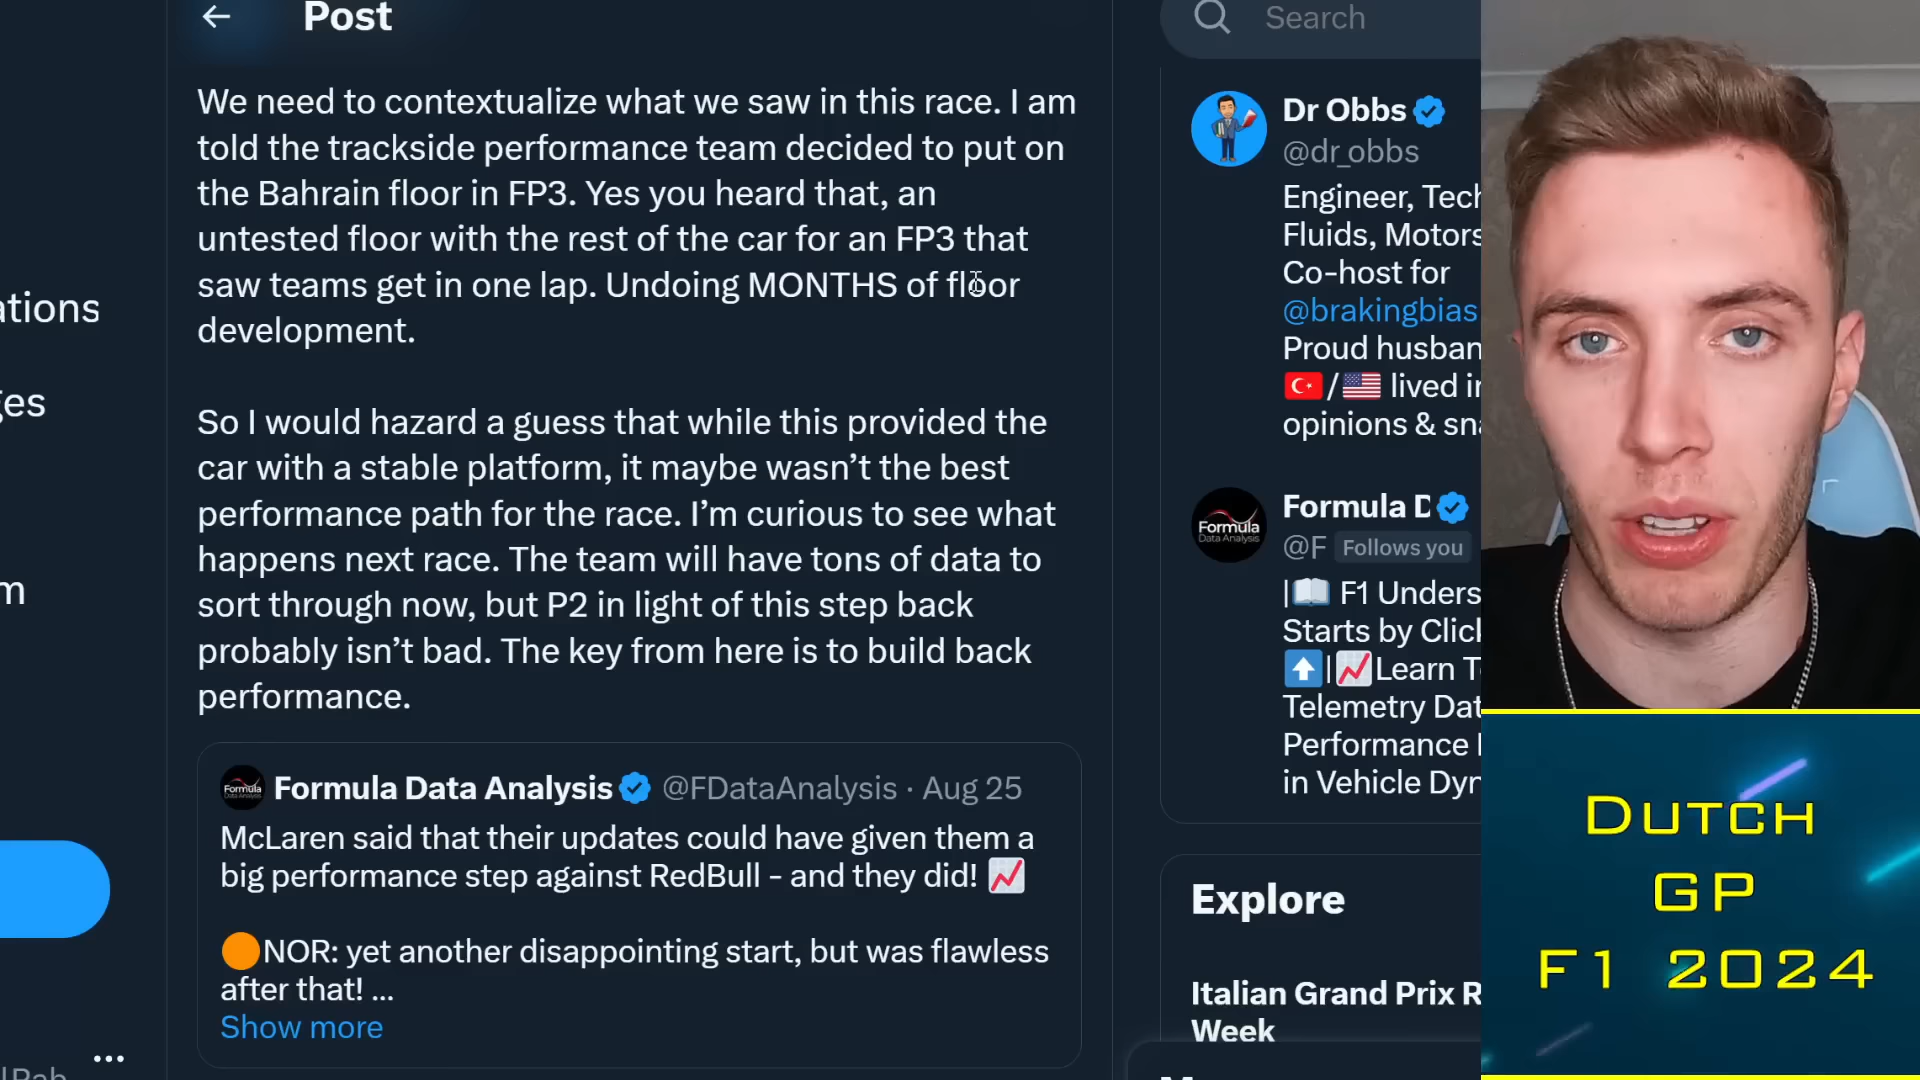 Post
Search
We need to contextualize what we saw in this race. I am
told the trackside performance team decided to put on
the Bahrain floor in FP3. Yes you heard that, an
untested floor with the rest of the car for an FP3 that
saw teams get in one lap. Undoing MONTHS of floor
development.
So I would hazard a guess that while this provided the
car with a stable platform, it maybe wasn’t the best
performance path for the race. I’m curious to see what
happens next race. The team will have tons of data to
sort through now, but P2 in light of this step back
probably isn’t bad. The key from here is to build back
performance.
Formula Data Analysis @FDataAnalysis · Aug 25
McLaren said that their updates could have given them a
big performance step against RedBull - and they did!
NOR: yet another disappointing start, but was flawless
after that! ...
Show more
ations
ges
m
Dr Obbs
@dr_obbs
Engineer, Tech
Fluids, Motors
Co-host for
@brakingbias
Proud husban
/ lived in
opinions & sna
Formula D
@F Follows you
| F1 Unders
Starts by Click
| Learn T
Telemetry Dat
Performance
in Vehicle Dyn
Formula
Data Analysis
Explore
Italian Grand Prix R
Week
DUTCH
GP
F1 2024